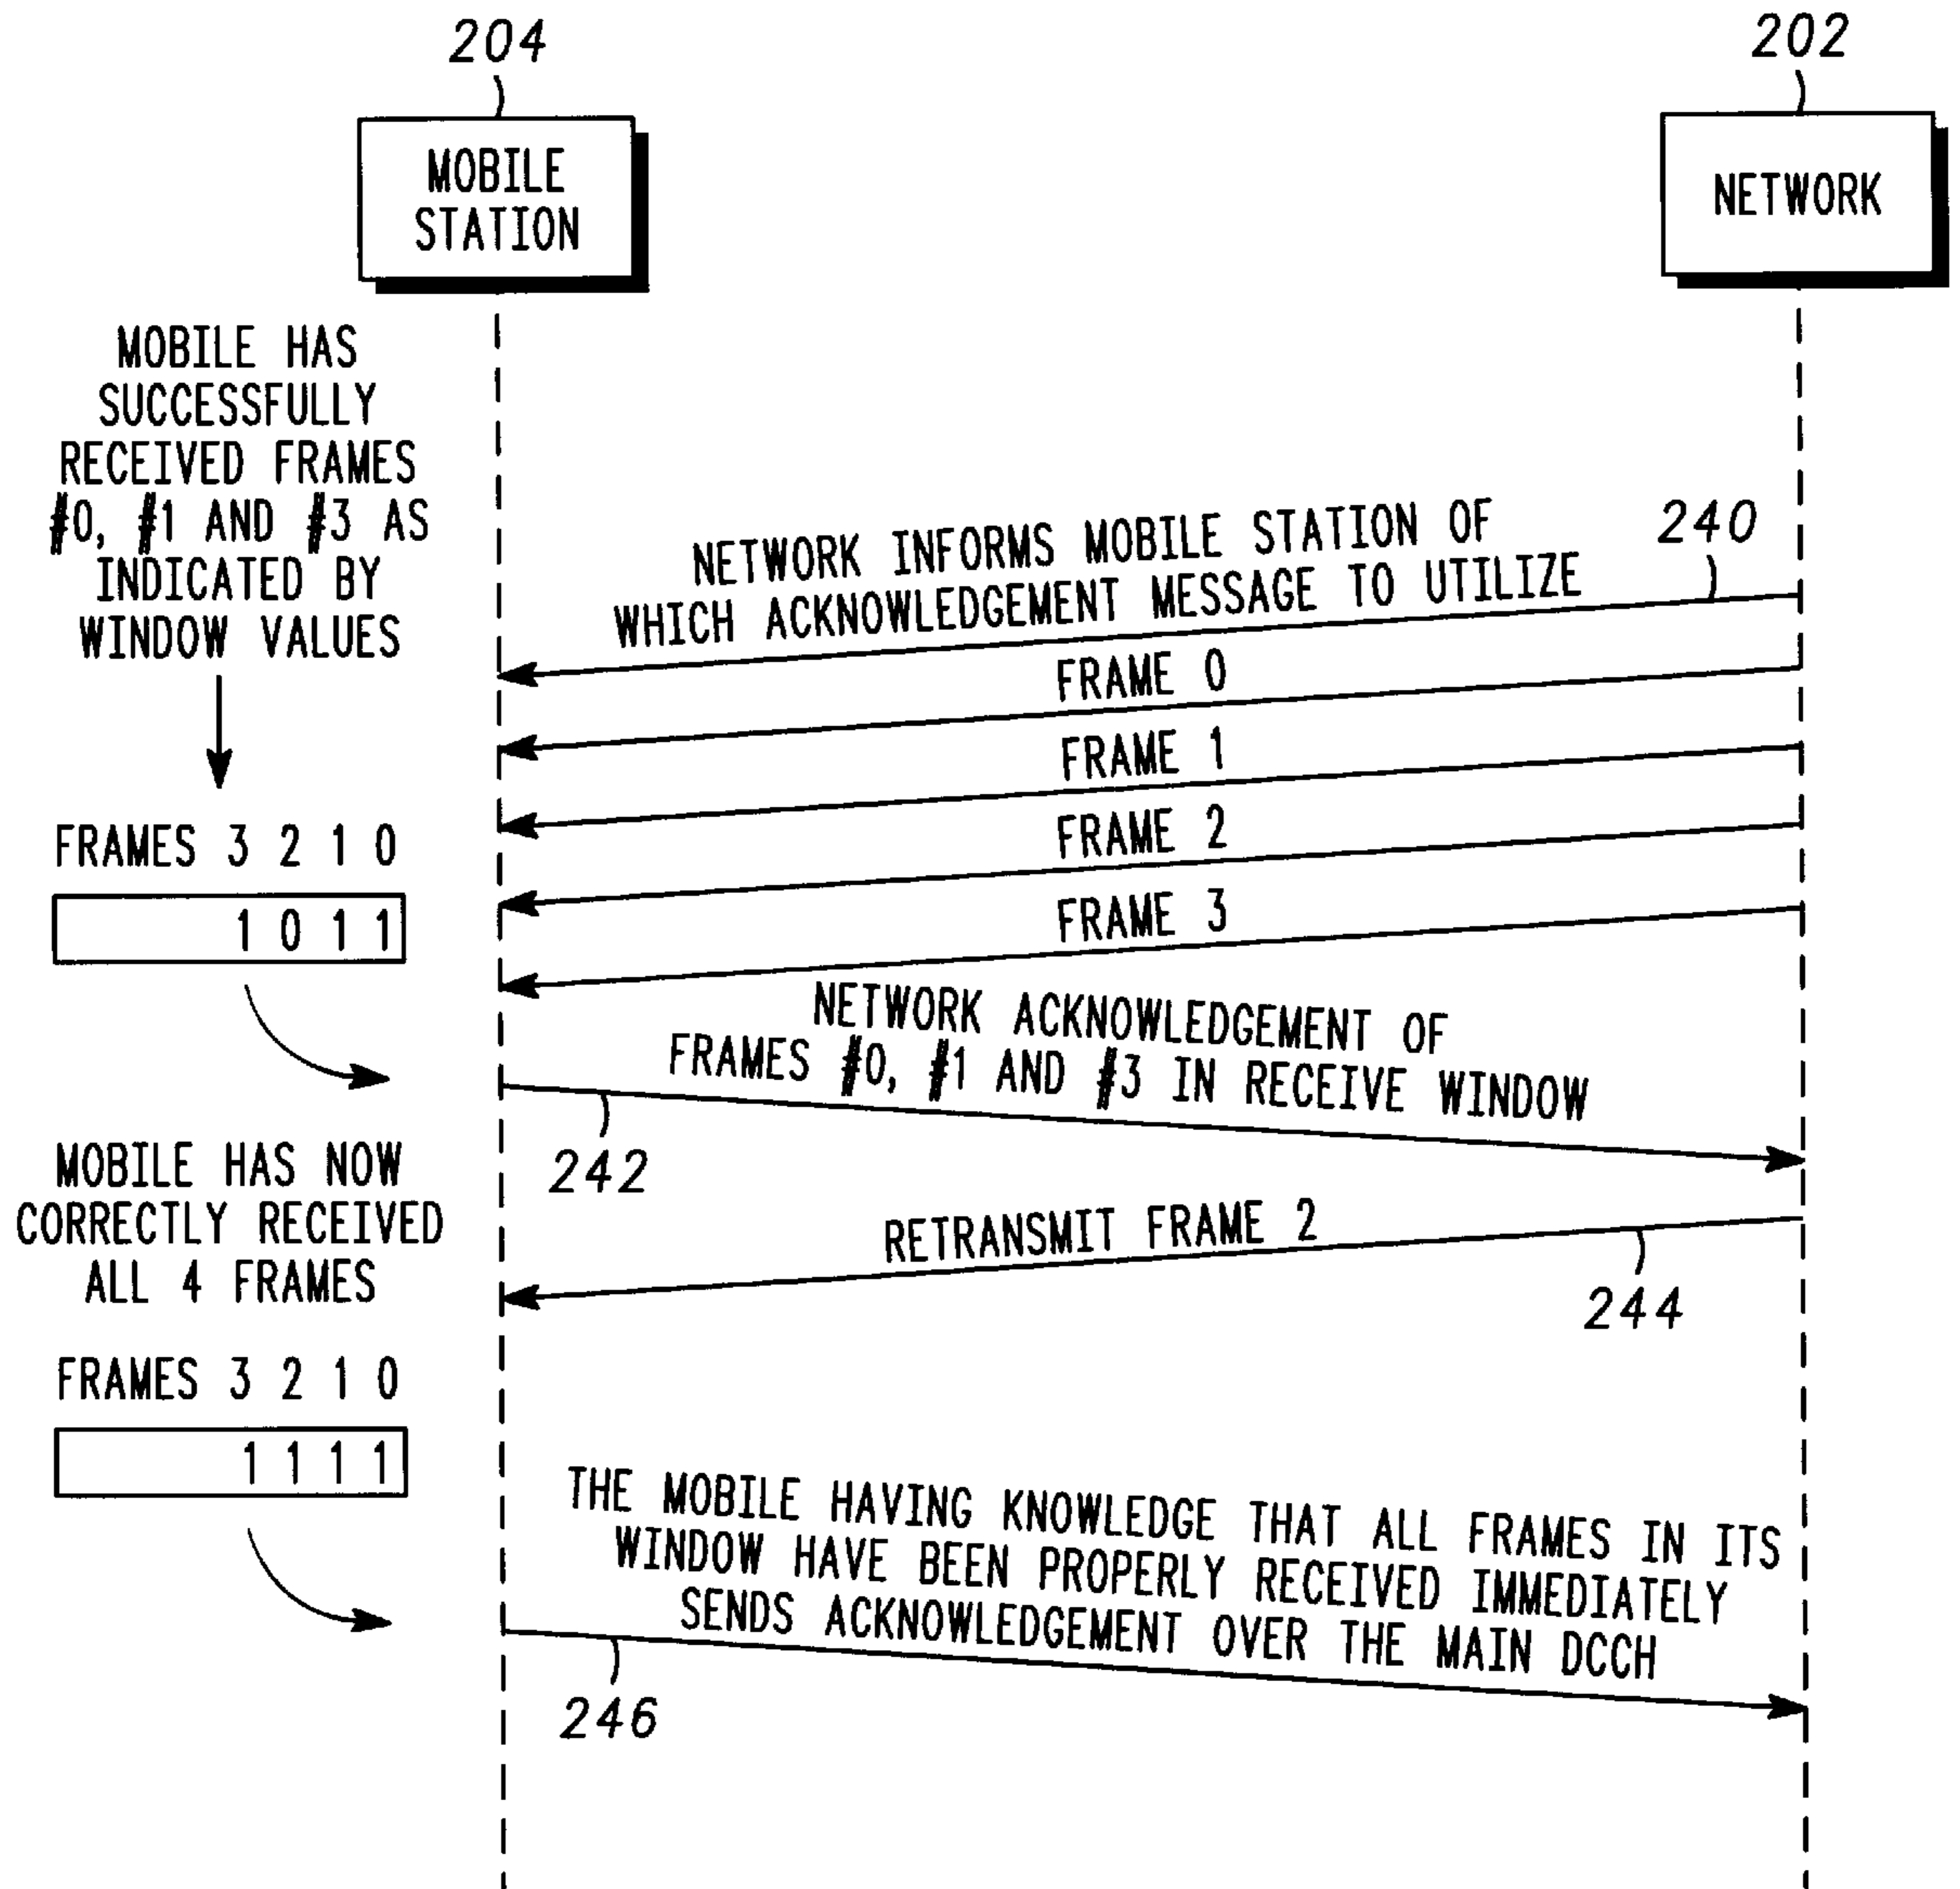 204
202
MOBILE
STATION
NETWORK
MOBILE HAS
SUCCESSFULLY
RECEIVED FRAMES
#0, #1 AND #3 AS
INDICATED BY
WINDOW VALUES
NETWORK INFORMS MOBILE STATION OF
WHICH ACKNOWLEDGEMENT MESSAGE TO UTILIZE
240
FRAME 0
FRAME 1
FRAME 2
FRAME 3
FRAMES 3 2 1 0
1 0 1 1
NETWORK ACKNOWLEDGEMENT OF
FRAMES #0, #1 AND #3 IN RECEIVE WINDOW
242
MOBILE HAS NOW
CORRECTLY RECEIVED
ALL 4 FRAMES
RETRANSMIT FRAME 2
244
FRAMES 3 2 1 0
1 1 1 1
THE MOBILE HAVING KNOWLEDGE THAT ALL FRAMES IN ITS
WINDOW HAVE BEEN PROPERLY RECEIVED IMMEDIATELY
SENDS ACKNOWLEDGEMENT OVER THE MAIN DCCH
246